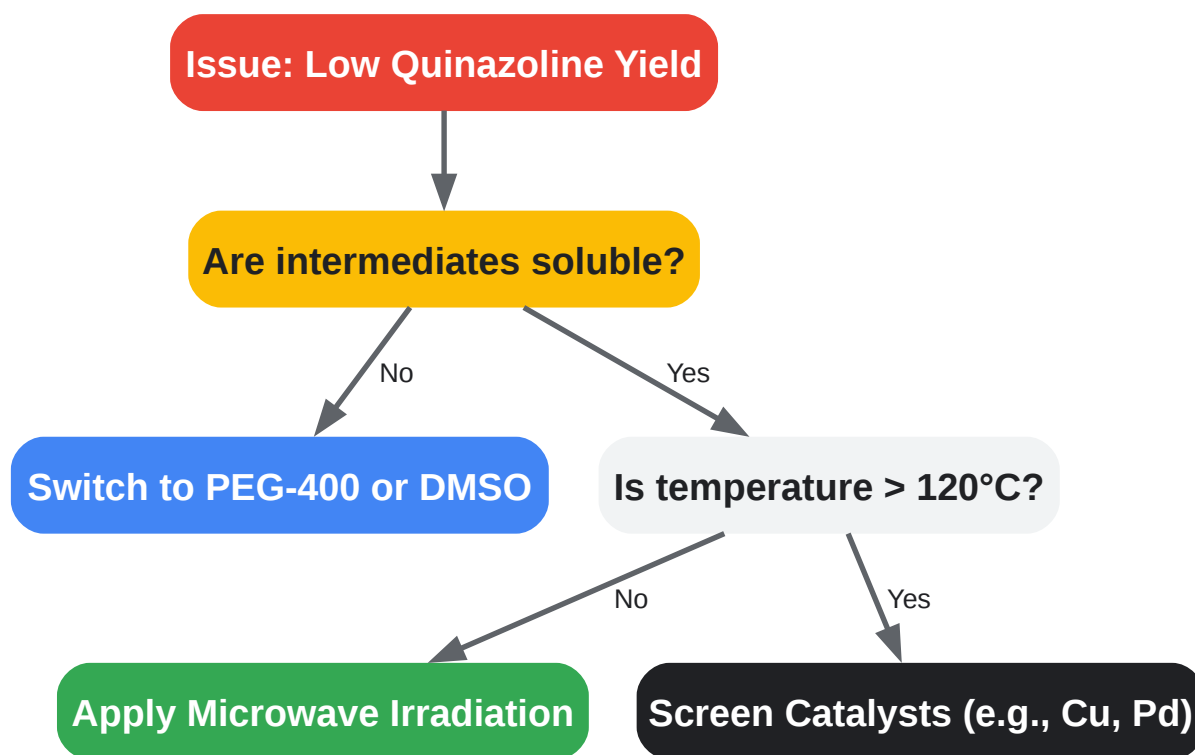 Issue: Low Quinazoline Yield
Are intermediates soluble?
No
Yes
Switch to PEG-400 or DMSO
Is temperature > 120°C?
No
Yes
Apply Microwave Irradiation
Screen Catalysts (e.g., Cu, Pd)